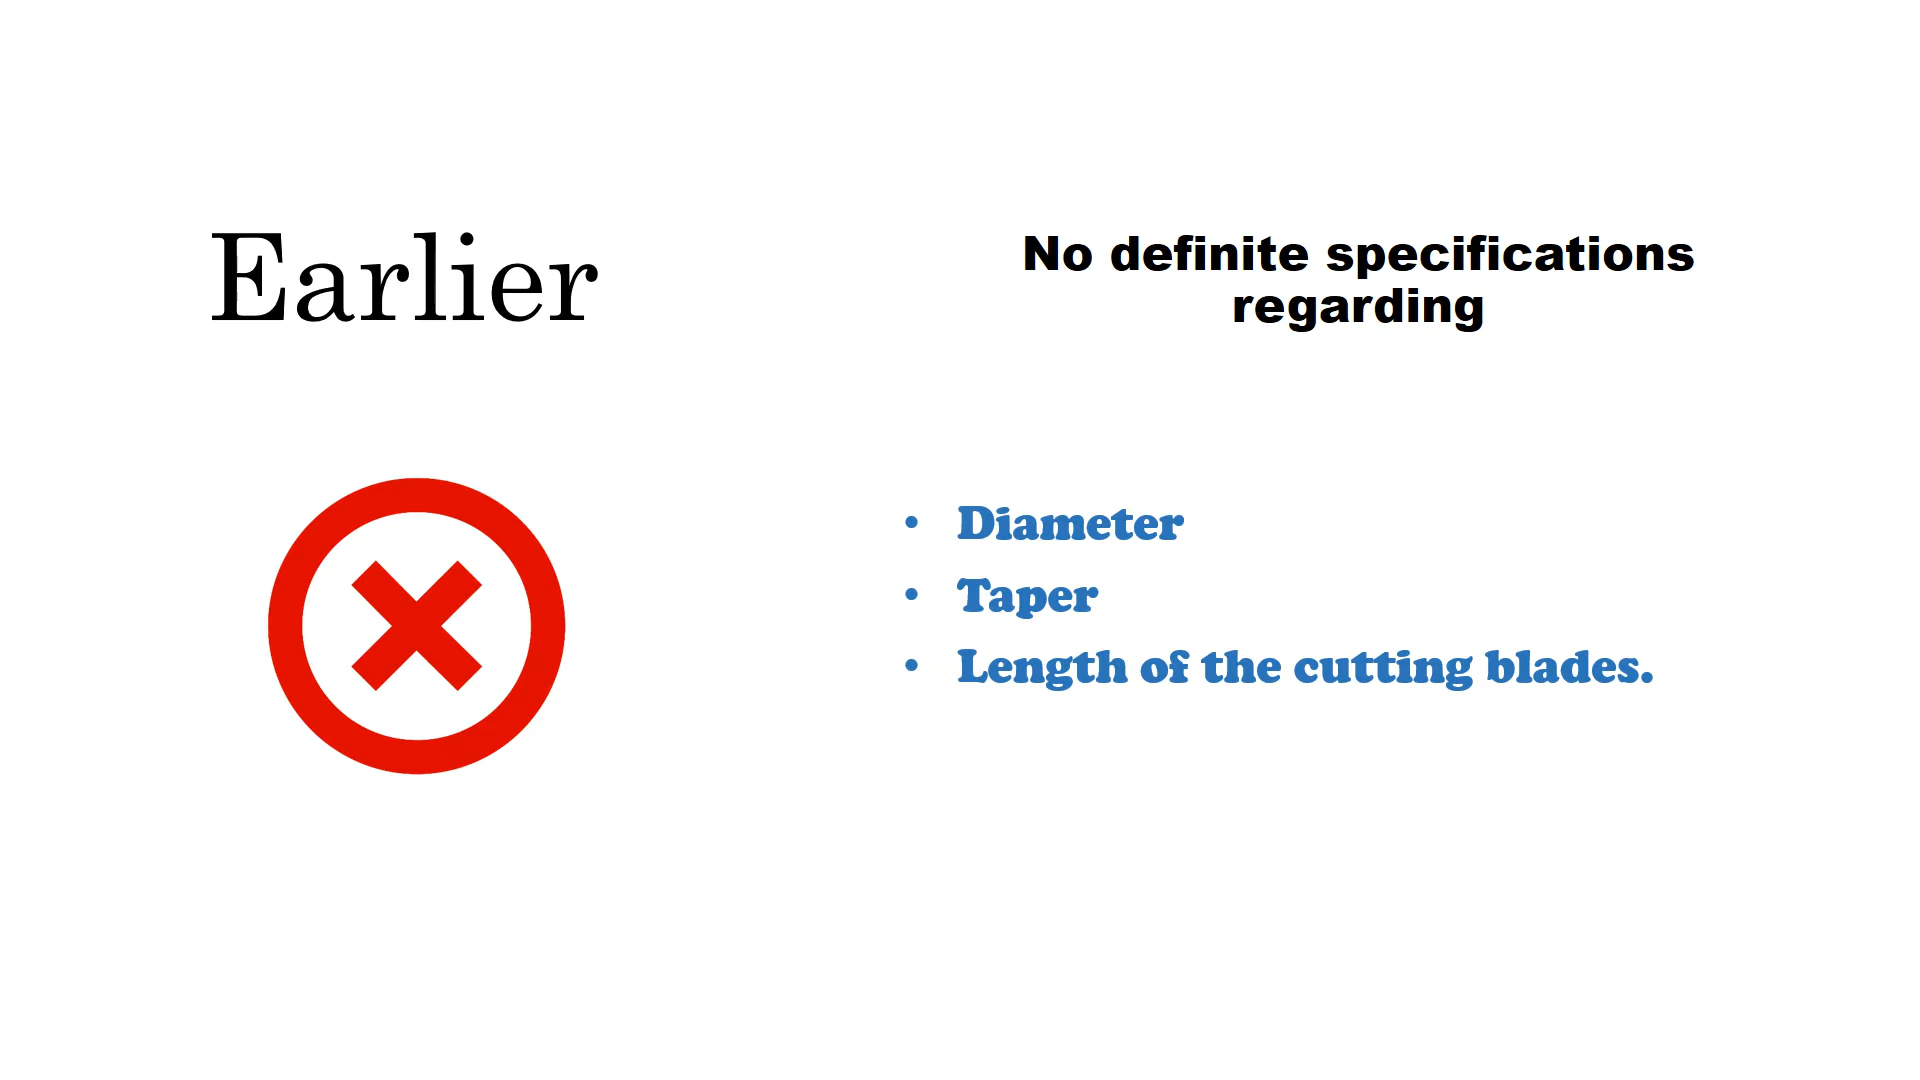 Earlier
No definite specifications
regarding
• Diameter
• Taper
• Length of the cutting blades.